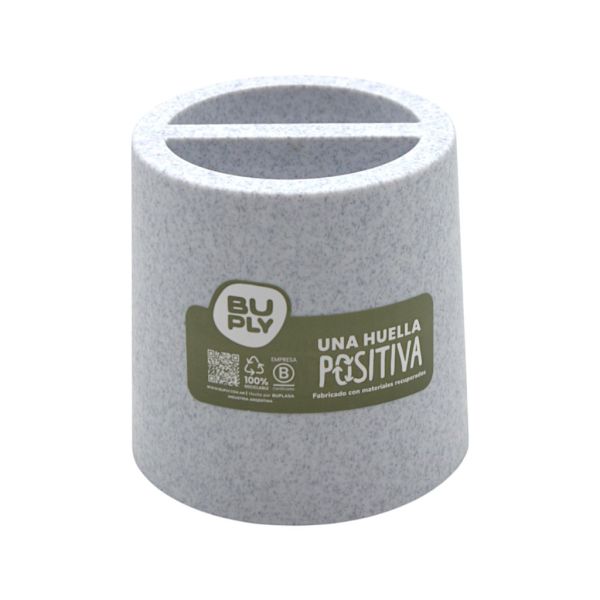 BU
PLY
UNA HUELLA
POSITIVA
Fabricado con materiales recuperados
100%
RECICLABLE
EMPRESA
B
Certificada
WWW.BUPLY.COM.AR | Hecho por BUPLASA
INDUSTRIA ARGENTINA